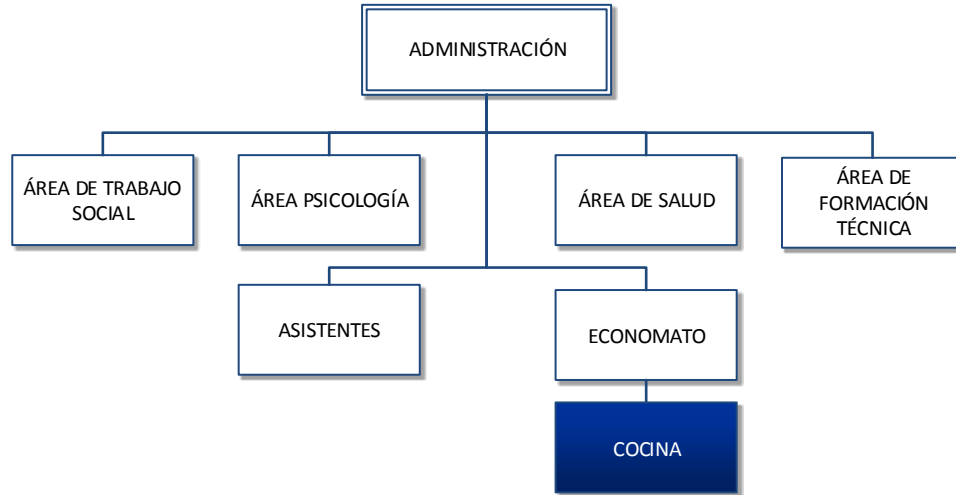 ADMINISTRACIÓN
ÁREA DE TRABAJO
SOCIAL
ÁREA PSICOLOGÍA
ÁREA DE SALUD
ÁREA DE
FORMACIÓN
TÉCNICA
ASISTENTES
ECONOMATO
COCINA